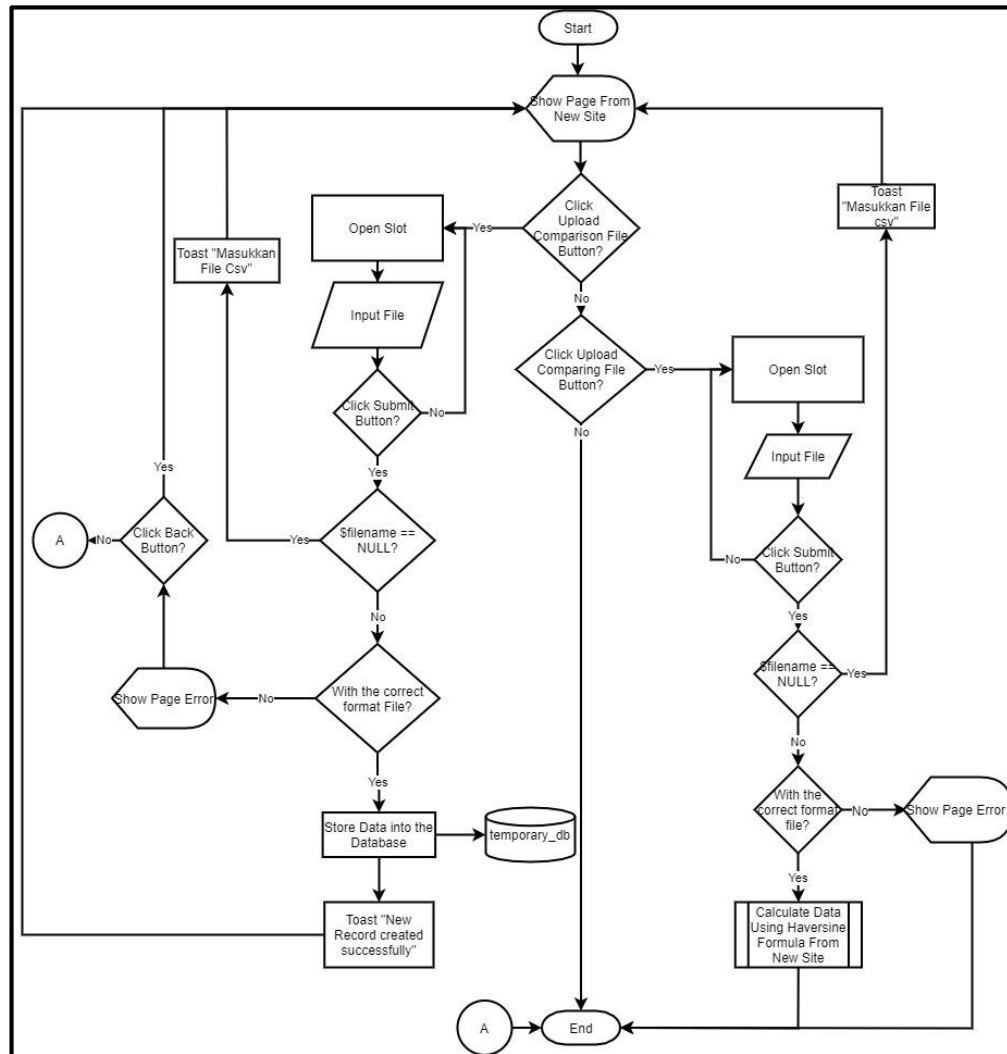 Start
Show Page From
New Site
Click
Upload
Comparison File
Button?
Yes
Open Slot
Toast "Masukkan
File Csv"
Toast
"Masukkan File
csv"
Input File
No
Click Upload
Comparing File
Button?
Yes
Open Slot
Click Submit
Button?
No
No
Input File
Yes
Yes
Click Back
Button?
No
A
$filename ==
NULL?
Yes
Click Submit
Button?
No
No
Yes
$filename ==
NULL?
Yes
Show Page Error
No
With the correct
format File?
No
Yes
With the
correct format
file?
No
Show Page Error
Store Data into the
Database
temporary_db
Yes
Toast "New
Record created
successfully"
Calculate Data
Using Haversine
Formula From
New Site
A
End